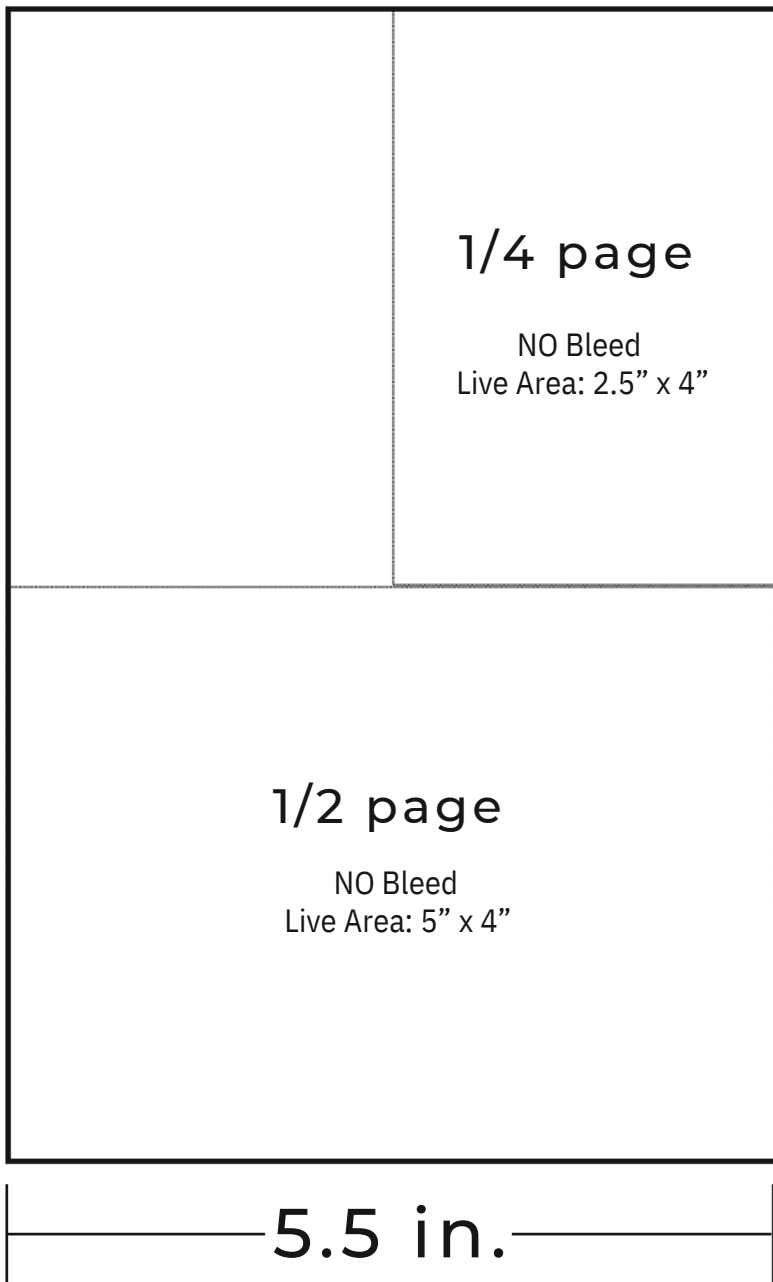 1/4 page
NO Bleed
Live Area: 2.5” x 4”
1/2 page
NO Bleed
Live Area: 5” x 4”
5.5 in.